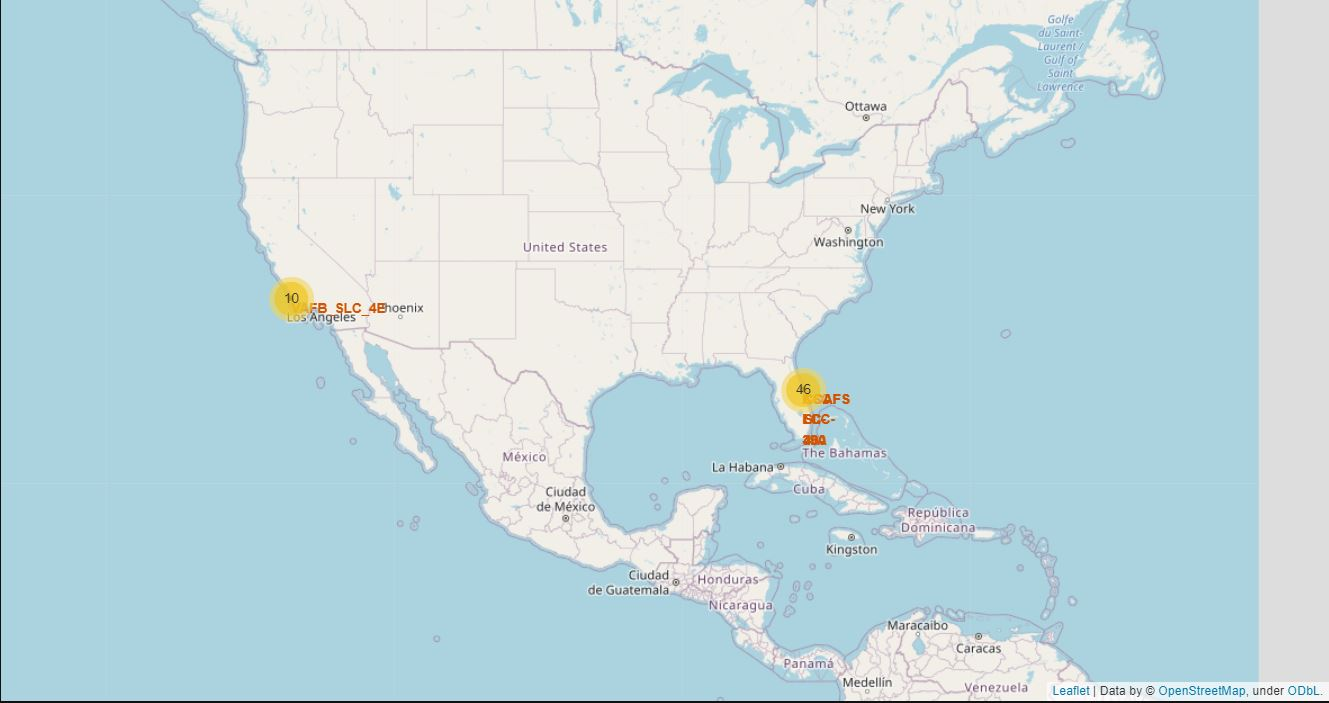 Golfe
du Saint-
Laurent /
Gulf of
Saint
Lawrence
Ottawa
New York
Washington
United States
10
VAFB_SLC_4E
Phoenix
Los Angeles
46
The Bahamas
México
La Habana
Cuba
Ciudad
de México
República
Dominicana
Kingston
Ciudad
de Guatemala
Honduras
Nicaragua
Maracaibo
Caracas
Panamá
Medellín
Venezuela
Leaflet | Data by © OpenStreetMap, under ODbL.